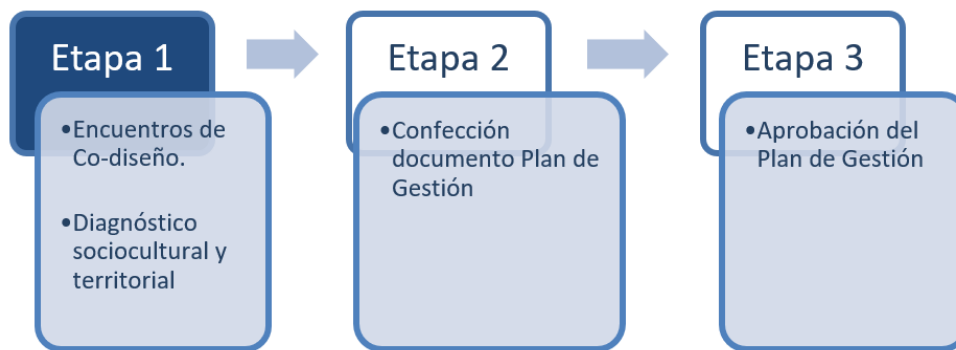 Etapa 1
•Encuentros de
Co-diseño.
•Diagnóstico
sociocultural y
territorial
Etapa 2
•Confección
documento Plan de
Gestión
Etapa 3
•Aprobación del
Plan de Gestión